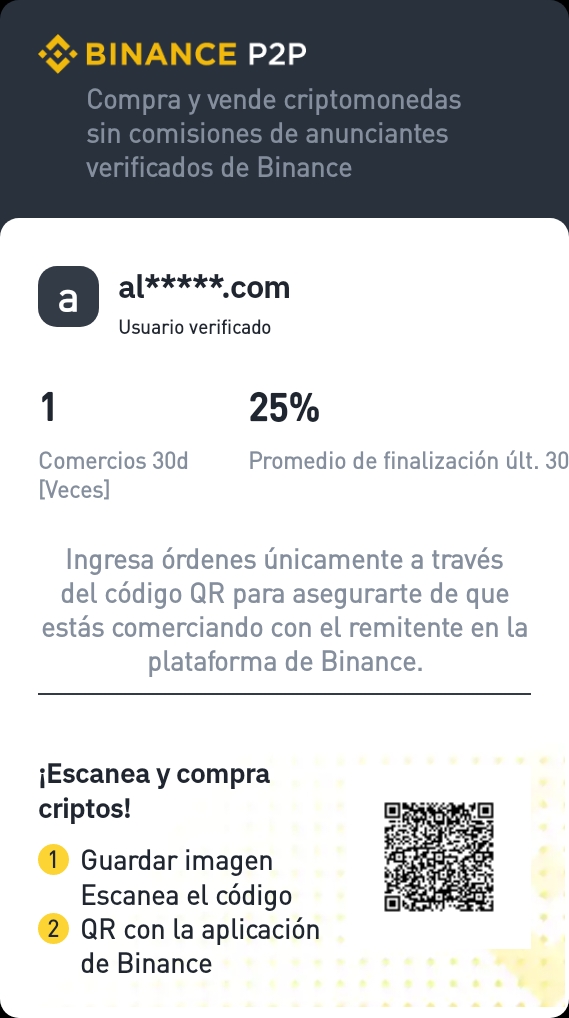 BINANCE P2P
Compra y vende criptomonedas
sin comisiones de anunciantes
verificados de Binance
a
al*****.com
Usuario verificado
1
Comercios 30d
[Veces]
25%
Promedio de finalización últ. 30
Ingresa órdenes únicamente a través
del código QR para asegurarte de que
estás comerciando con el remitente en la
plataforma de Binance.
¡Escanea y compra
criptos!
1 Guardar imagen
Escanea el código
2 QR con la aplicación
de Binance